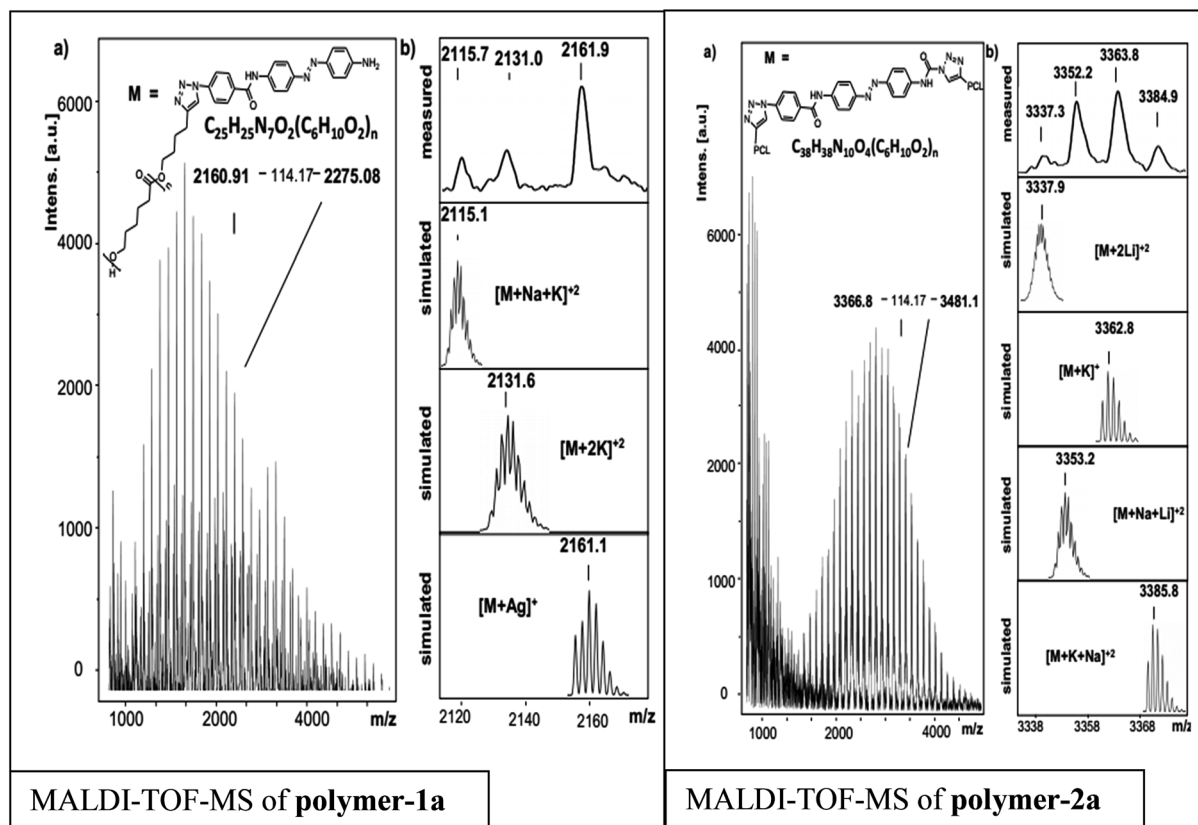 a)
M =
N=N
N
NH
O
N
N
NH₂
C₂₅H₂₅N₇O₂(C₆H₁₀O₂)n
O
O
n
O
H
2160.91 - 114.17 - 2275.08
Intens. [a.u.]
6000
4000
2000
1000
0
1000
2000
4000
m/z
b)
2115.7
2131.0
2161.9
measured
2115.1
simulated
[M+Na+K]⁺²
2131.6
simulated
[M+2K]⁺²
2161.1
simulated
[M+Ag]⁺
2120
2140
2160
m/z
MALDI-TOF-MS of polymer-1a
a)
M =
N=N
N
PCL
O
NH
N
N
NH
O
N
N=N
PCL
C₃₈H₃₈N₁₀O₄(C₆H₁₀O₂)n
3366.8 - 114.17 - 3481.1
Intens. [a.u.]
6000
4000
2000
1000
0
1000
2000
4000
m/z
b)
3337.3
3352.2
3363.8
3384.9
measured
3337.9
simulated
[M+2Li]⁺²
3362.8
simulated
[M+K]⁺
3353.2
simulated
[M+Na+Li]⁺²
3385.8
simulated
[M+K+Na]⁺²
3338
3358
3368
m/z
MALDI-TOF-MS of polymer-2a